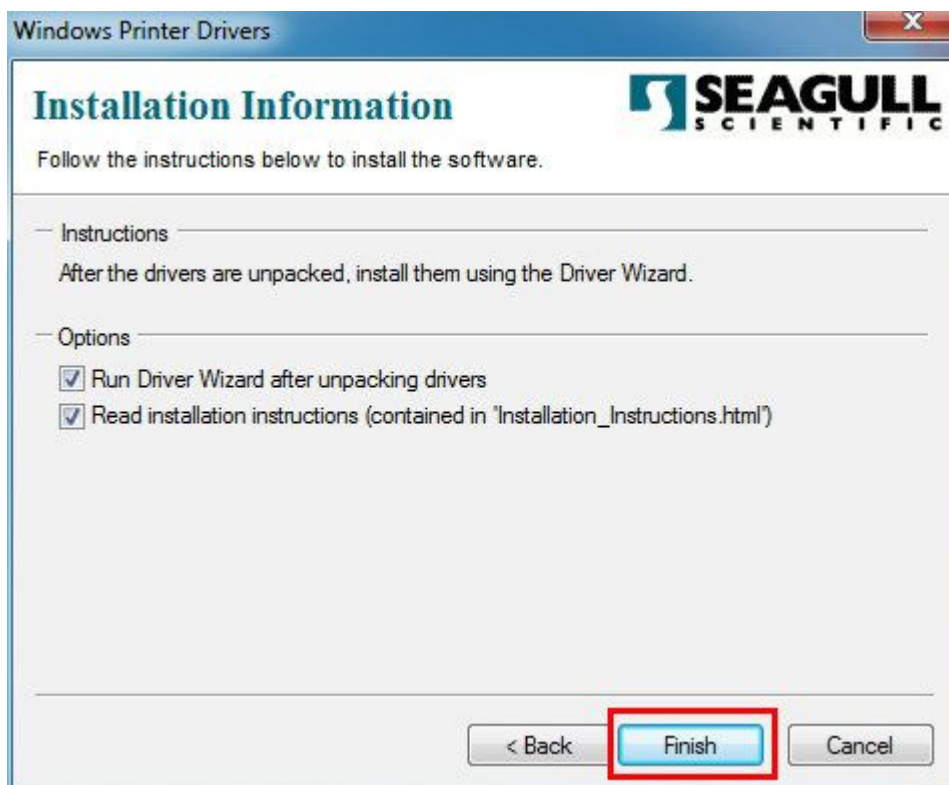 Windows Printer Drivers
X
Installation Information
SEAGULL
SCIENTIFIC
Follow the instructions below to install the software.
Instructions
After the drivers are unpacked, install them using the Driver Wizard.
Options
Run Driver Wizard after unpacking drivers
Read installation instructions (contained in "Installation_Instructions.html")
< Back
Finish
Cancel